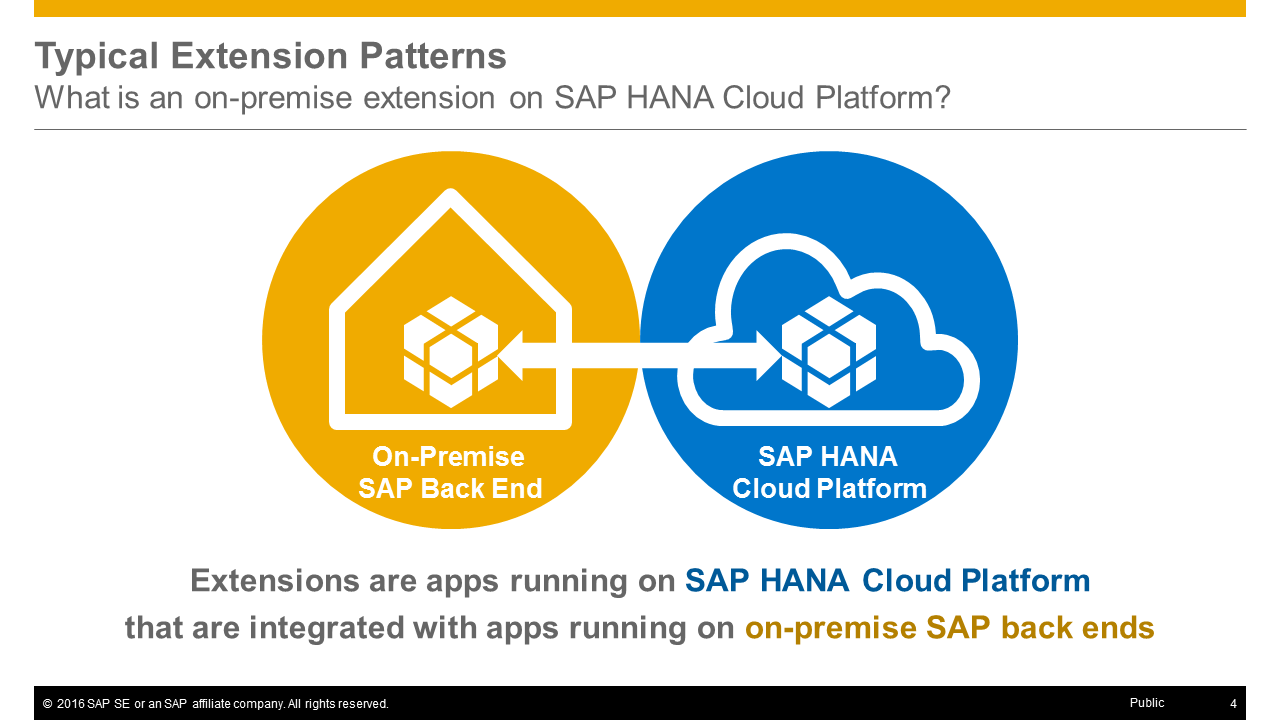 Typical Extension Patterns
What is an on-premise extension on SAP HANA Cloud Platform?
On-Premise
SAP Back End
SAP HANA
Cloud Platform
Extensions are apps running on SAP HANA Cloud Platform
that are integrated with apps running on on-premise SAP back ends
© 2016 SAP SE or an SAP affiliate company. All rights reserved.
Public
4